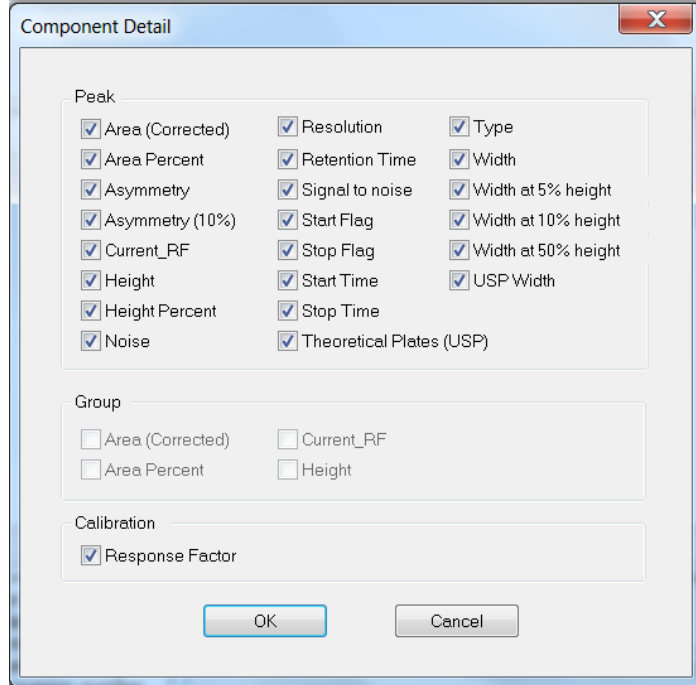 Component Detail
Peak
Area (Corrected) Resolution Type
Area Percent Retention Time Width
Asymmetry Signal to noise Width at 5% height
Asymmetry (10%) Start Flag Width at 10% height
Current_RF Stop Flag Width at 50% height
Height Start Time USP Width
Height Percent Stop Time
Noise Theoretical Plates (USP)
Group
Area (Corrected) Current_RF
Area Percent Height
Calibration
Response Factor
OK Cancel